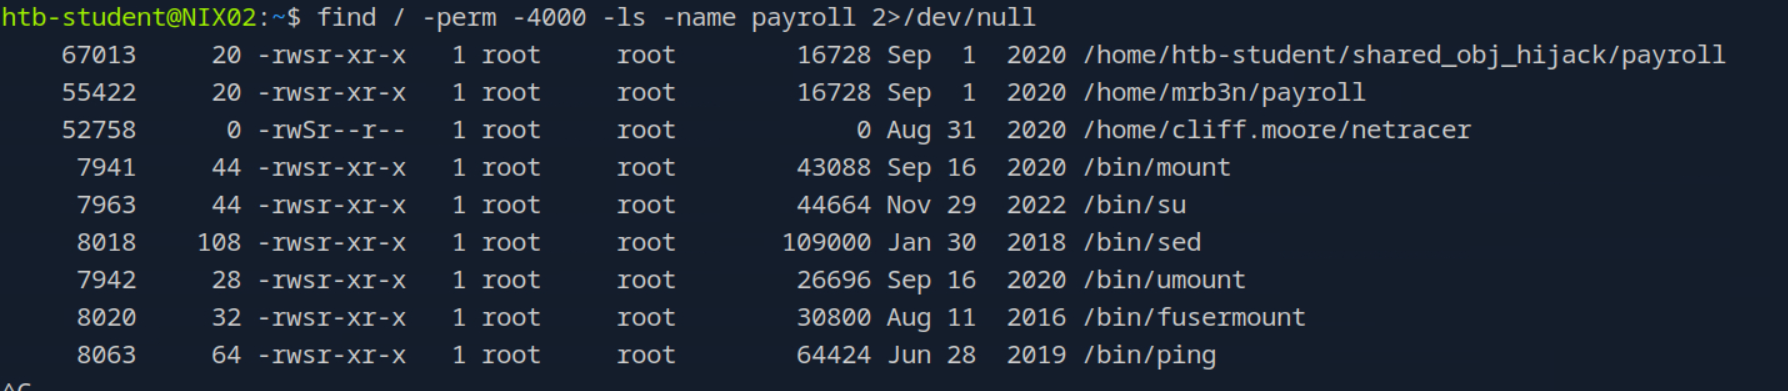 htb-student@NIX02:~$ find / -perm -4000 -ls -name payroll 2>/dev/null
67013 20 -rwsr-xr-x 1 root root 16728 Sep 1 2020 /home/htb-student/shared_obj_hijack/payroll
55422 20 -rwsr-xr-x 1 root root 16728 Sep 1 2020 /home/mrb3n/payroll
52758 0 -rwSr--r-- 1 root root 0 Aug 31 2020 /home/cliff.moore/netracer
7941 44 -rwsr-xr-x 1 root root 43088 Sep 16 2020 /bin/mount
7963 44 -rwsr-xr-x 1 root root 44664 Nov 29 2022 /bin/su
8018 108 -rwsr-xr-x 1 root root 109000 Jan 30 2018 /bin/sed
7942 28 -rwsr-xr-x 1 root root 26696 Sep 16 2020 /bin/umount
8020 32 -rwsr-xr-x 1 root root 30800 Aug 11 2016 /bin/fusermount
8063 64 -rwsr-xr-x 1 root root 64424 Jun 28 2019 /bin/ping